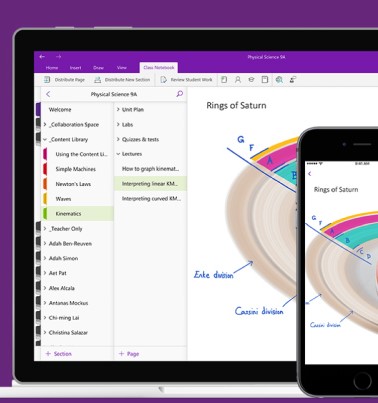 Physical Science 9A
Home Insert Draw View Class Notebook
Distribute Page Distribute New Section Review Student Work
Physical Science 9A
Welcome
_Collaboration Space
_Content Library
Using the Content Li...
Simple Machines
Newton's Laws
Waves
Kinematics
_Teacher Only
Adah Ben-Reuven
Adah Simon
Aet Pat
Alex Alcala
Antanas Mockus
Chi-ming Lai
Christina Salazar
+ Section
Unit Plan
Labs
Quizzes & tests
Lectures
How to graph kinemat...
Interpreting linear KM...
Interpreting curved KM...
+ Page
Rings of Saturn
G
F
A
B
Enke division
Cassini division
Rings of Saturn
G
F
A
B
C
D
Cassini division